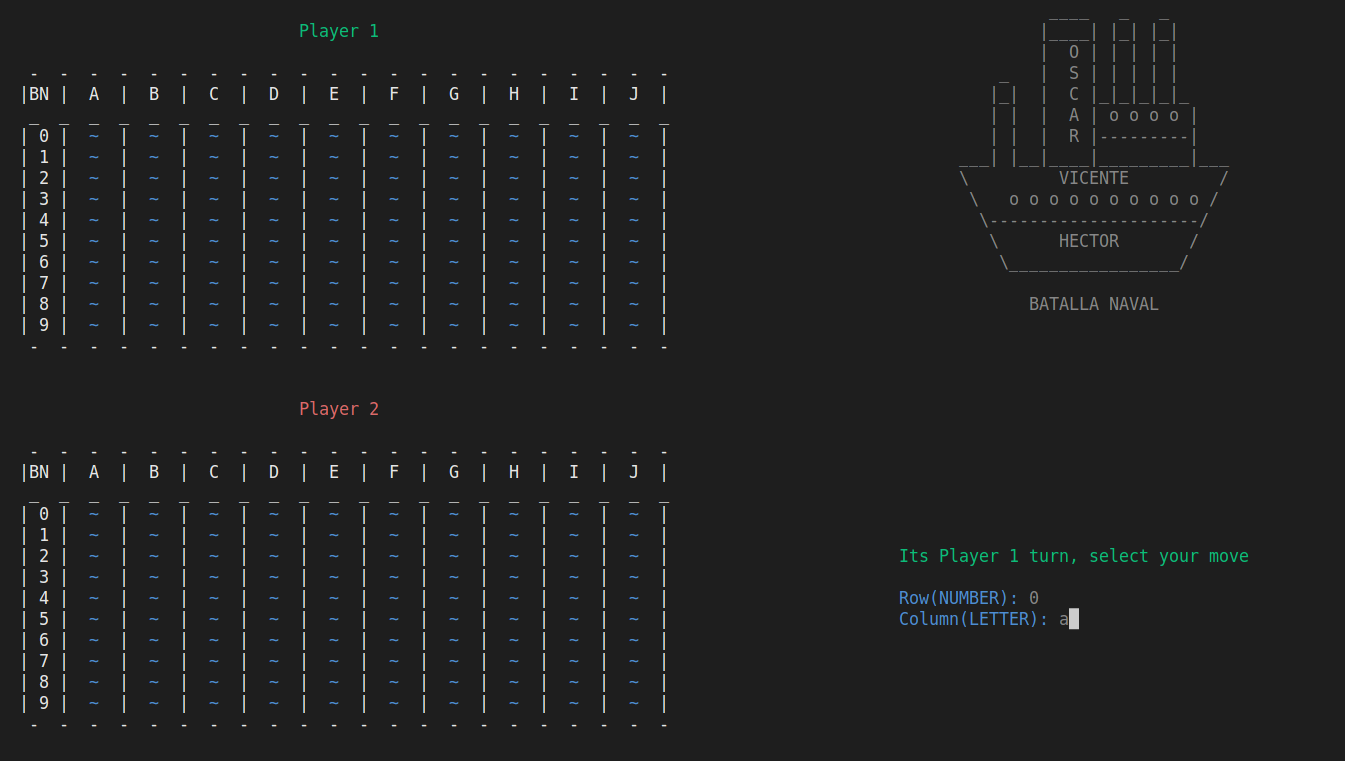 Player 1
|BN | A | B | C | D | E | F | G | H | I | J |
| 0 | ~ | ~ | ~ | ~ | ~ | ~ | ~ | ~ | ~ | ~ |
| 1 | ~ | ~ | ~ | ~ | ~ | ~ | ~ | ~ | ~ | ~ |
| 2 | ~ | ~ | ~ | ~ | ~ | ~ | ~ | ~ | ~ | ~ |
| 3 | ~ | ~ | ~ | ~ | ~ | ~ | ~ | ~ | ~ | ~ |
| 4 | ~ | ~ | ~ | ~ | ~ | ~ | ~ | ~ | ~ | ~ |
| 5 | ~ | ~ | ~ | ~ | ~ | ~ | ~ | ~ | ~ | ~ |
| 6 | ~ | ~ | ~ | ~ | ~ | ~ | ~ | ~ | ~ | ~ |
| 7 | ~ | ~ | ~ | ~ | ~ | ~ | ~ | ~ | ~ | ~ |
| 8 | ~ | ~ | ~ | ~ | ~ | ~ | ~ | ~ | ~ | ~ |
| 9 | ~ | ~ | ~ | ~ | ~ | ~ | ~ | ~ | ~ | ~ |
Player 2
|BN | A | B | C | D | E | F | G | H | I | J |
| 0 | ~ | ~ | ~ | ~ | ~ | ~ | ~ | ~ | ~ | ~ |
| 1 | ~ | ~ | ~ | ~ | ~ | ~ | ~ | ~ | ~ | ~ |
| 2 | ~ | ~ | ~ | ~ | ~ | ~ | ~ | ~ | ~ | ~ |
| 3 | ~ | ~ | ~ | ~ | ~ | ~ | ~ | ~ | ~ | ~ |
| 4 | ~ | ~ | ~ | ~ | ~ | ~ | ~ | ~ | ~ | ~ |
| 5 | ~ | ~ | ~ | ~ | ~ | ~ | ~ | ~ | ~ | ~ |
| 6 | ~ | ~ | ~ | ~ | ~ | ~ | ~ | ~ | ~ | ~ |
| 7 | ~ | ~ | ~ | ~ | ~ | ~ | ~ | ~ | ~ | ~ |
| 8 | ~ | ~ | ~ | ~ | ~ | ~ | ~ | ~ | ~ | ~ |
| 9 | ~ | ~ | ~ | ~ | ~ | ~ | ~ | ~ | ~ | ~ |
O
S
C
A
R
VICENTE
HECTOR
BATALLA NAVAL
Its Player 1 turn, select your move
Row(NUMBER): 0
Column(LETTER): a